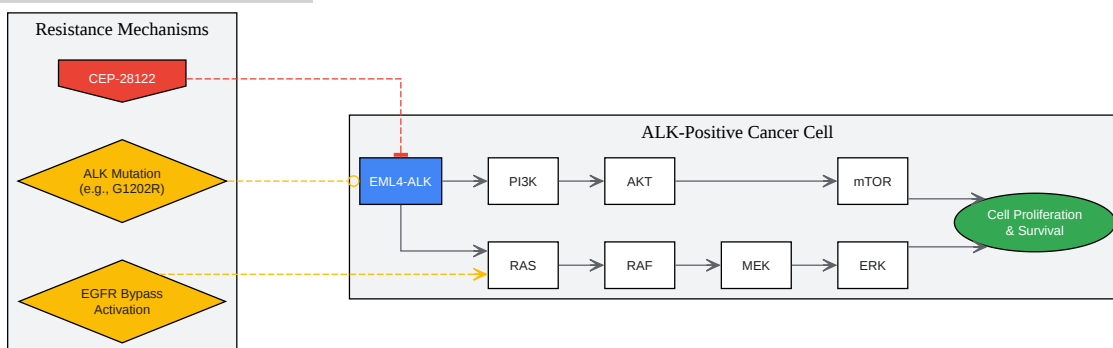 Resistance Mechanisms
CEP-28122
ALK Mutation
(e.g., G1202R)
EGFR Bypass
Activation
ALK-Positive Cancer Cell
EML4-ALK
PI3K
AKT
mTOR
RAS
RAF
MEK
ERK
Cell Proliferation
& Survival